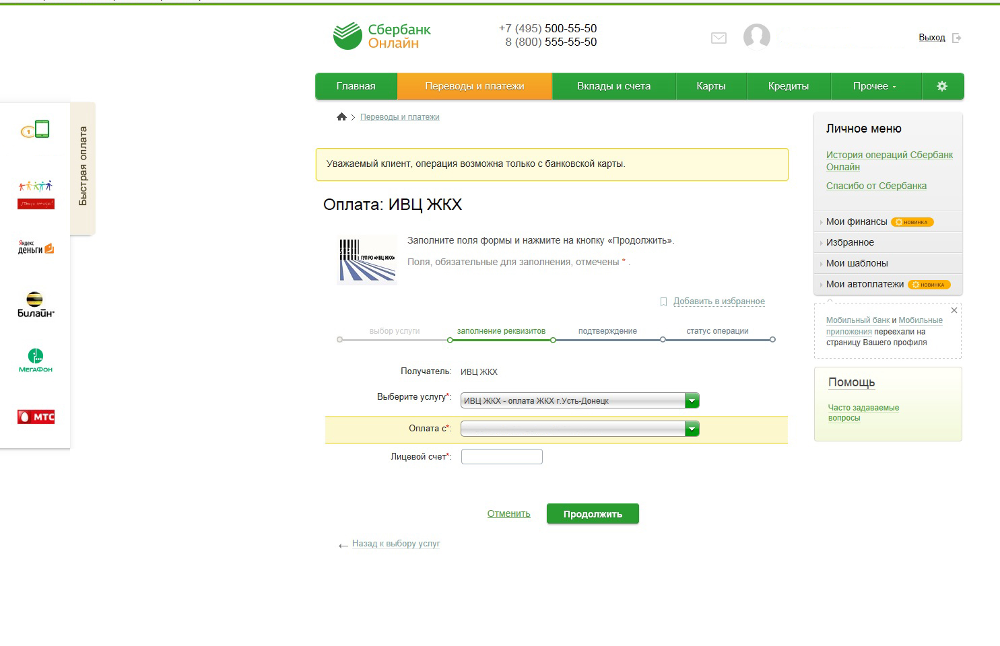 Сбербанк
Онлайн
+7 (495) 500-55-50
8 (800) 555-55-50
Выход
Главная
Переводы и платежи
Вклады и счета
Карты
Кредиты
Прочее
Быстрая оплата
1
Яндекс
деньги
Билайн
МЕГАФОН
МТС
Переводы и платежи
Уважаемый клиент, операция возможна только с банковской карты.
Оплата: ИВЦ ЖКХ
ГУП РО «ИВЦ ЖКХ»
Заполните поля формы и нажмите на кнопку «Продолжить».
Поля, обязательные для заполнения, отмечены * .
Добавить в избранное
выбор услуги
заполнение реквизитов
подтверждение
статус операции
Получатель: ИВЦ ЖКХ
Выберите услугу*: ИВЦ ЖКХ - оплата ЖКХ г.Усть-Донецк
Оплата с*:
Лицевой счет*:
Отменить
Продолжить
← Назад к выбору услуг
Личное меню
История операций Сбербанк
Онлайн
Спасибо от Сбербанка
Мои финансы НОВИНКА
Избранное
Мои шаблоны
Мои автоплатежи НОВИНКА
Мобильный банк и Мобильные
приложения переехали на
страницу Вашего профиля
Помощь
Часто задаваемые
вопросы